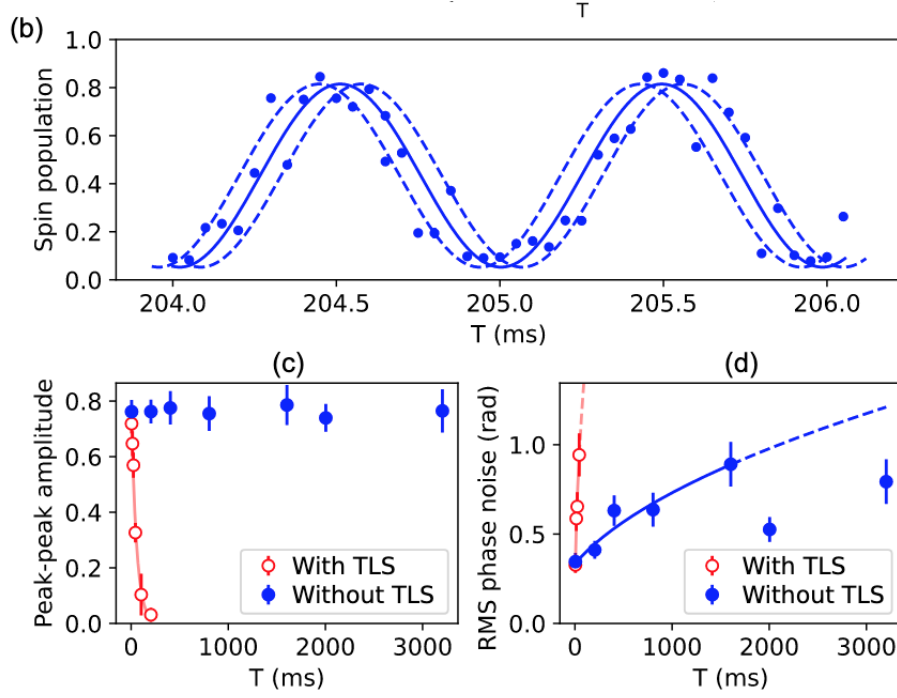 T
(b)
1.0
0.8
0.6
0.4
0.2
0.0
Spin population
204.0 204.5 205.0 205.5 206.0
T (ms)
(c)
0.8
0.6
0.4
0.2
0.0
Peak-peak amplitude
With TLS
Without TLS
0 1000 2000 3000
T (ms)
(d)
1.0
0.5
0.0
RMS phase noise (rad)
With TLS
Without TLS
0 1000 2000 3000
T (ms)